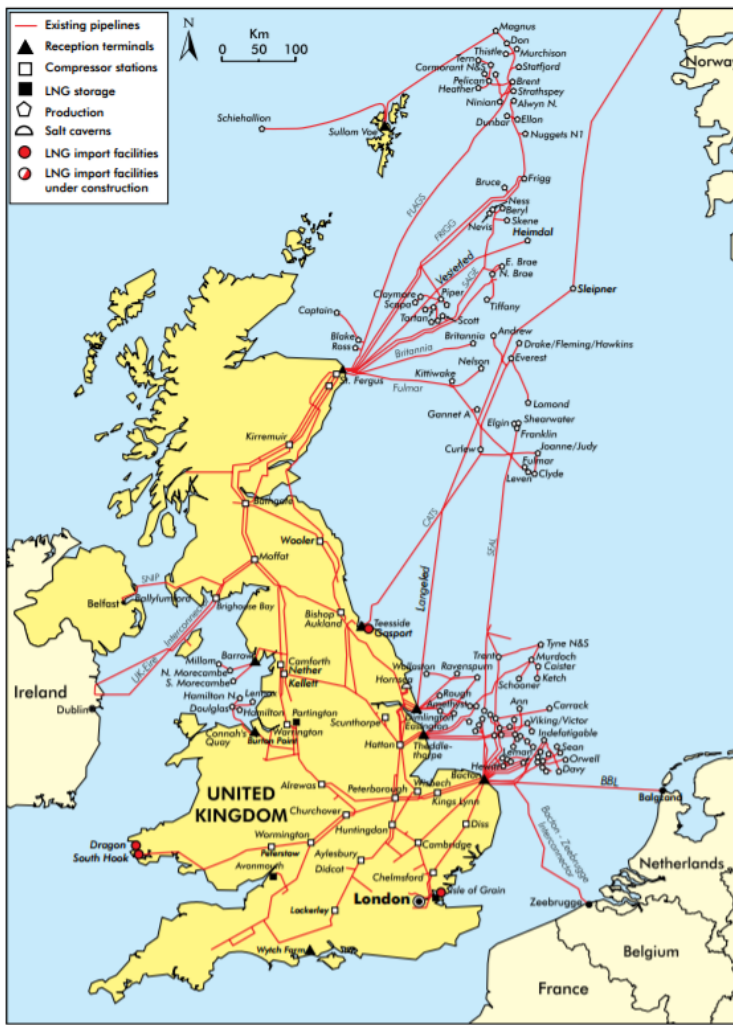 Existing pipelines
Reception terminals
Compressor stations
LNG storage
Production
Salt caverns
LNG import facilities
LNG import facilities
under construction
Km
0 50 100
N
Magnus
Don
Thistle
Murchison
Tern
Statfjord
Cormorant N&S
Pelican
Brent
Heather
Strathspey
Ninian
Alwyn N.
Dunbar
Ellon
Nuggets N1
Schiehallion
Sullom Voe
Norway
Bruce
Frigg
FLAGS
FRIGG
Ness
Beryl
Nevis
Skene
Heimdal
Vesterled
SAGE
E. Brae
N. Brae
Claymore
Piper
Scapa
Tiffany
Sleipner
Captain
Tartan
Scott
Blake
Ross
Britannia
Britannia
Andrew
Drake/Fleming/Hawkins
Everest
St. Fergus
Fulmar
Kittiwake
Nelson
Lomond
Gannet A
Elgin
Shearwater
Franklin
Kirremuir
Curlew
Joanne/Judy
Fulmar
Leven
Clyde
Bathgate
CATS
SEAL
Wooler
Moffat
Langeled
SNIP
Belfast
Ballylumford
Brighouse Bay
Interconnector
UK-Eire
Bishop
Aukland
Teesside
Gasport
Ireland
Dublin
Barrow
Millom
N. Morecambe
S. Morecambe
Camforth
Nether
Kellett
Hamilton N.
Lennox
Doulglas
Hamilton
Partington
Warrington
Connah's
Quay
Burton Point
Tyne N&S
Trent
Murdoch
Caister
Ketch
Schooner
Wollaston
Ravenspurn
Hornsea
Rough
Amethyst
Ann
Carrack
Scunthorpe
Dimlington
Easington
Viking/Victor
Indefatigable
Hatton
Theddle-
thorpe
Leman
Sean
Hewitt
Orwell
Davy
Bacton
BBL
Balgzand
Alrewas
Peterborough
Wisbech
Kings Lynn
UNITED
KINGDOM
Churchover
Huntingdon
Diss
Bacton - Zeebrugge
Interconnector
Dragon
South Hook
Wormington
Peterstow
Cambridge
Aylesbury
Avonmouth
Didcot
Chelmsford
Netherlands
London
Isle of Grain
Zeebrugge
Lockerley
Belgium
Wytch Farm
France